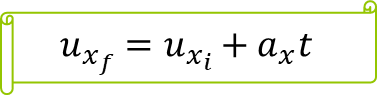 $u_{x_f} = u_{x_i} + a_x t$